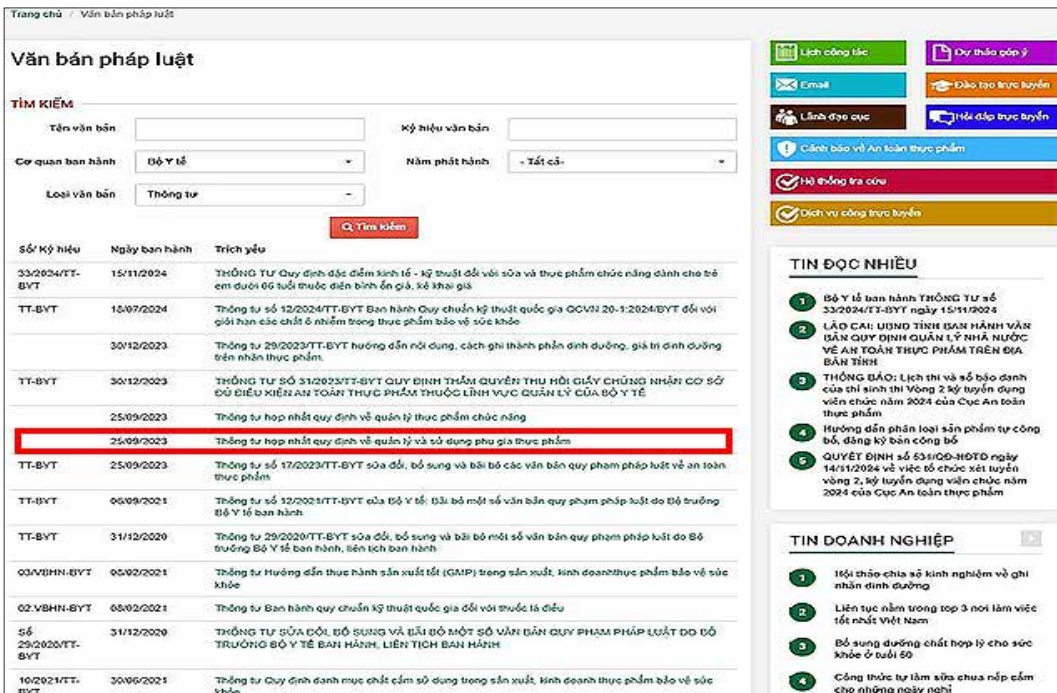 Trang chủ / Văn bản pháp luật
Văn bản pháp luật
TÌM KIẾM
Tên văn bản
Ký hiệu văn bản
Cơ quan ban hành
Bộ Y tế
Năm phát hành
- Tất cả-
Loại văn bản
Thông tư
Tìm kiếm
Số/ Ký hiệu Ngày ban hành Trích yếu
33/2024/TT-
BYT
15/11/2024
THÔNG TƯ Quy định đặc điểm kinh tế - kỹ thuật đối với sữa và thực phẩm chức năng dành cho trẻ
em dưới 06 tuổi thuộc diện bình ổn giá, kê khai giá
TT-BYT
18/07/2024
Thông tư số 12/2024/TT-BYT Ban hành Quy chuẩn kỹ thuật quốc gia QCVN 20-1:2024/BYT đối với
giới hạn các chất ô nhiễm trong thực phẩm bảo vệ sức khỏe
30/12/2023
Thông tư 29/2023/TT-BYT hướng dẫn nội dung, cách ghi thành phần dinh dưỡng, giá trị dinh dưỡng
trên nhãn thực phẩm.
TT-BYT
30/12/2023
THÔNG TƯ SỐ 31/2023/TT-BYT QUY ĐỊNH THẨM QUYỀN THU HỒI GIẤY CHỨNG NHẬN CƠ SỞ
ĐỦ ĐIỀU KIỆN AN TOÀN THỰC PHẨM THUỘC LĨNH VỰC QUẢN LÝ CỦA BỘ Y TẾ
25/09/2023
Thông tư hợp nhất quy định về quản lý thực phẩm chức năng
25/09/2023
Thông tư hợp nhất quy định về quản lý và sử dụng phụ gia thực phẩm
TT-BYT
25/09/2023
Thông tư số 17/2023/TT-BYT sửa đổi, bổ sung và bãi bỏ các văn bản quy phạm pháp luật về an toàn
thực phẩm
TT-BYT
06/09/2021
Thông tư số 12/2021/TT-BYT của Bộ Y tế: Bãi bỏ một số văn bản quy phạm pháp luật do Bộ trưởng
Bộ Y tế ban hành
TT-BYT
31/12/2020
Thông tư 29/2020/TT-BYT sửa đổi, bổ sung và bãi bỏ một số văn bản quy phạm pháp luật do Bộ
trưởng Bộ Y tế ban hành, liên tịch ban hành
03/VBHN-BYT
05/02/2021
Thông tư Hướng dẫn thực hành sản xuất tốt (GMP) trong sản xuất, kinh doanhthực phẩm bảo vệ sức
khỏe
02.VBHN-BYT
08/02/2021
Thông tư Ban hành quy chuẩn kỹ thuật quốc gia đối với thuốc lá điếu
Số
29/2020/TT-
BYT
31/12/2020
THÔNG TƯ SỬA ĐỔI, BỔ SUNG VÀ BÃI BỎ MỘT SỐ VĂN BẢN QUY PHẠM PHÁP LUẬT DO BỘ
TRƯỞNG BỘ Y TẾ BAN HÀNH, LIÊN TỊCH BAN HÀNH
10/2021/TT-
BYT
30/06/2021
Thông tư Quy định danh mục chất cấm sử dụng trong sản xuất, kinh doanh thực phẩm bảo vệ sức
khỏe
Lịch công tác
Dự thảo góp ý
Email
Đào tạo trực tuyến
Lãnh đạo cục
Hỏi đáp trực tuyến
Cảnh báo về An toàn thực phẩm
Hệ thống tra cứu
Dịch vụ công trực tuyến
TIN ĐỌC NHIỀU
1 Bộ Y tế ban hành THÔNG TƯ số
33/2024/TT-BYT ngày 15/11/2024
2 LÀO CAI: UBND TỈNH BAN HÀNH VĂN
BẢN QUY ĐỊNH QUẢN LÝ NHÀ NƯỚC
VỀ AN TOÀN THỰC PHẨM TRÊN ĐỊA
BÀN TỈNH
3 THÔNG BÁO: Lịch thi và số báo danh
của thí sinh thi Vòng 2 kỳ tuyển dụng
viên chức năm 2024 của Cục An toàn
thực phẩm
4 Hướng dẫn phân loại sản phẩm tự công
bố, đăng ký bản công bố
5 QUYẾT ĐỊNH số 531/QĐ-HĐTD ngày
14/11/2024 về việc tổ chức xét tuyển
vòng 2, kỳ tuyển dụng viên chức năm
2024 của Cục An toàn thực phẩm
TIN DOANH NGHIỆP
1 Hội thảo chia sẻ kinh nghiệm về ghi
nhãn dinh dưỡng
2 Liên tục nằm trong top 3 nơi làm việc
tốt nhất Việt Nam
3 Bổ sung dưỡng chất hợp lý cho sức
khỏe ở tuổi 50
4 Công thức tự làm sữa chua nếp cẩm
cho những ngày nghỉ